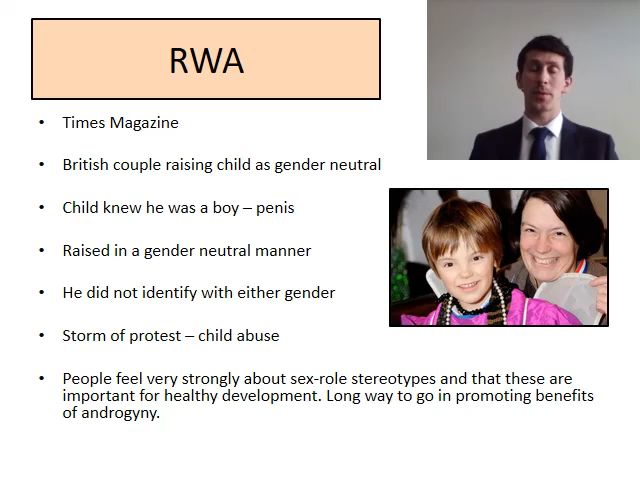 RWA
• Times Magazine
• British couple raising child as gender neutral
• Child knew he was a boy – penis
• Raised in a gender neutral manner
• He did not identify with either gender
• Storm of protest – child abuse
• People feel very strongly about sex-role stereotypes and that these are
important for healthy development. Long way to go in promoting benefits
of androgyny.